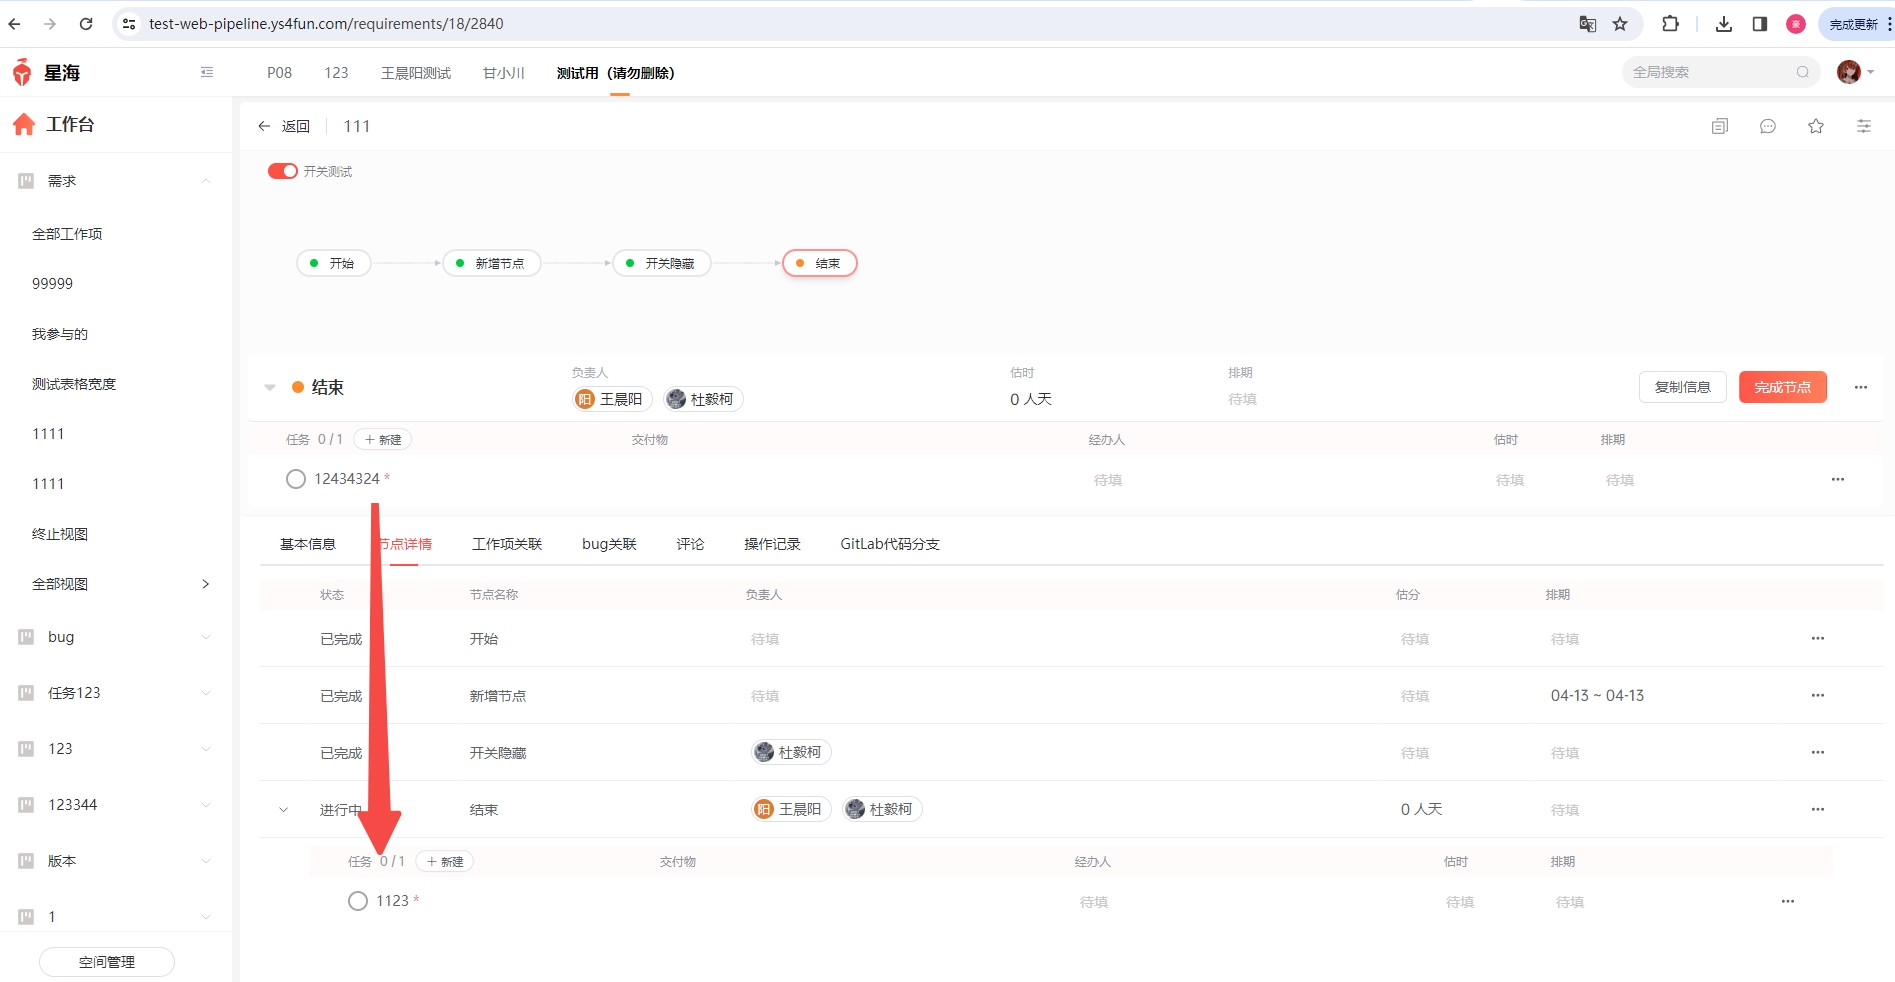 test-web-pipeline.ys4fun.com/requirements/18/2840
完成更新
星海
P08 123 王晨阳测试 甘小川 测试用（请勿删除）
全局搜索
工作台
返回 111
开关测试
需求
全部工作项
99999
我参与的
测试表格宽度
1111
1111
终止视图
全部视图
bug
任务123
123
123344
版本
1
空间管理
开始 新增节点 开关隐藏 结束
结束
负责人 估时 排期
阳 王晨阳 杜毅柯 0 人天 待填
复制信息 完成节点
任务 0 / 1 + 新建 交付物 经办人 估时 排期
12434324 * 待填 待填 待填
基本信息 节点详情 工作项关联 bug关联 评论 操作记录 GitLab代码分支
状态 节点名称 负责人 估分 排期
已完成 开始 待填 待填 待填
已完成 新增节点 待填 待填 04-13 ~ 04-13
已完成 开关隐藏 杜毅柯 待填 待填
进行中 结束 阳 王晨阳 杜毅柯 0 人天 待填
任务 0 / 1 + 新建 交付物 经办人 估时 排期
1123 * 待填 待填 待填